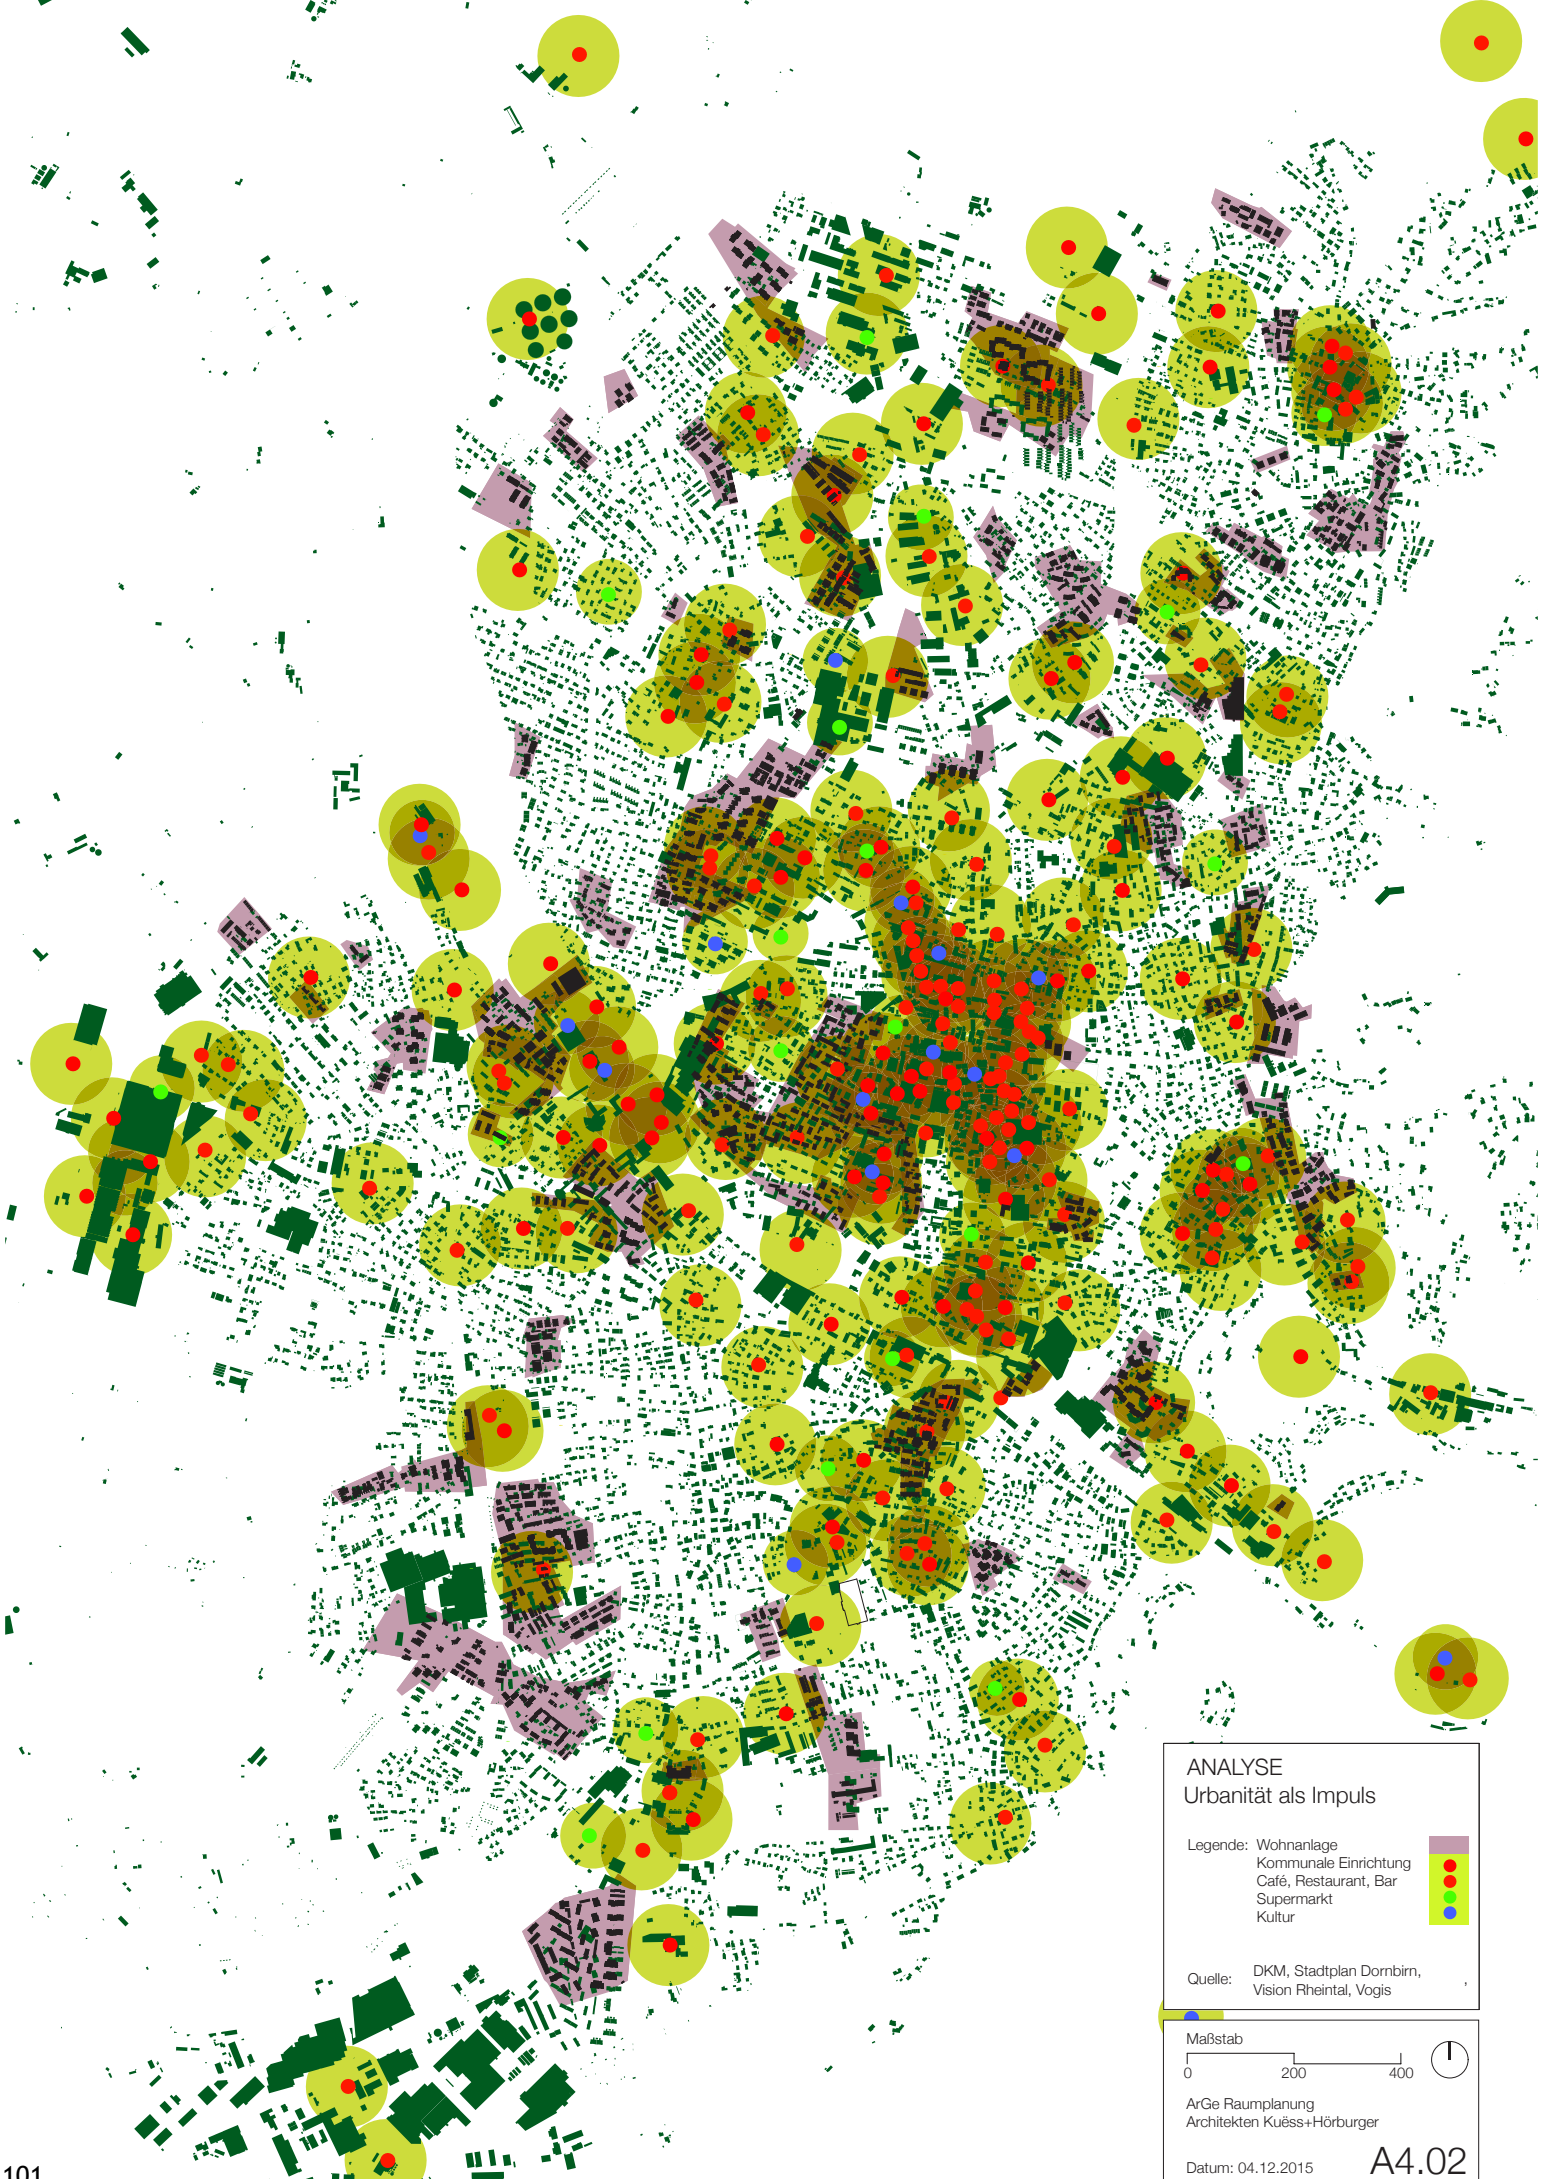 ANALYSE
Urbanität als Impuls
Legende: Wohnanlage
Kommunale Einrichtung
Café, Restaurant, Bar
Supermarkt
Kultur
Quelle: DKM, Stadtplan Dornbirn,
Vision Rheintal, Vogis ,
Maßstab
0 200 400
ArGe Raumplanung
Architekten Kuëss+Hörburger
Datum: 04.12.2015 A4.02
101